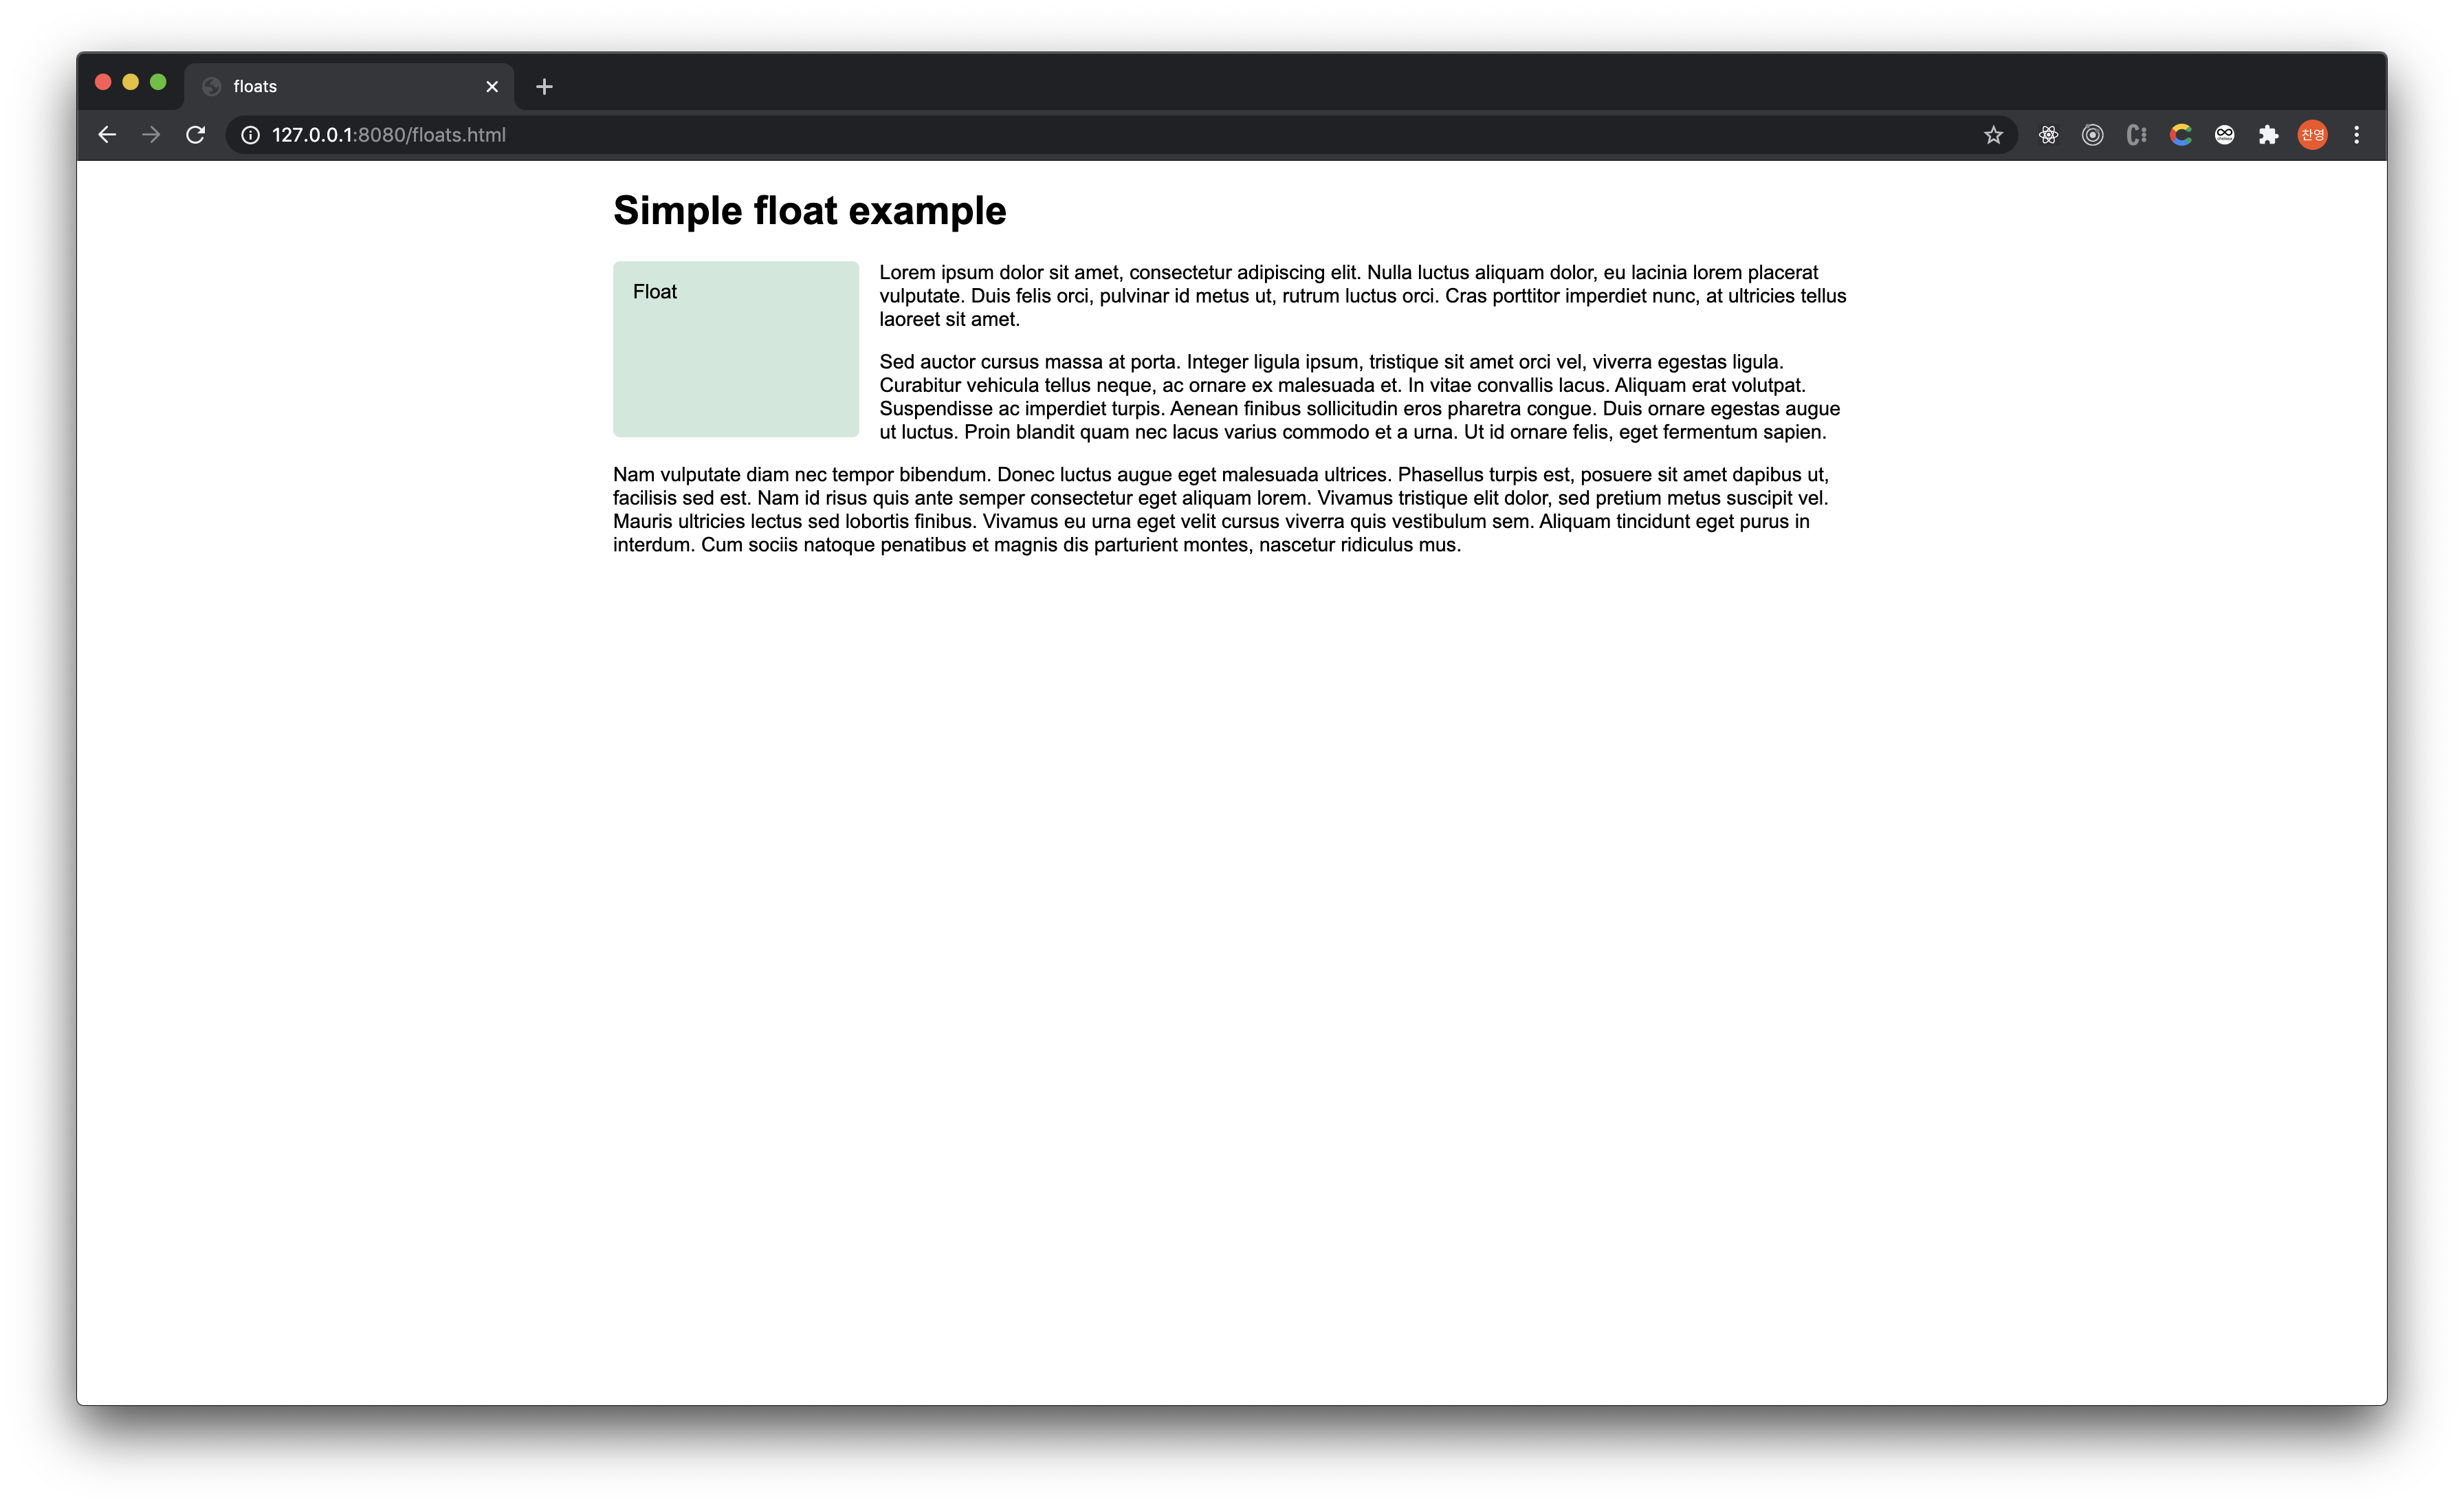 floats
127.0.0.1:8080/floats.html
찬영
Simple float example
Float
Lorem ipsum dolor sit amet, consectetur adipiscing elit. Nulla luctus aliquam dolor, eu lacinia lorem placerat
vulputate. Duis felis orci, pulvinar id metus ut, rutrum luctus orci. Cras porttitor imperdiet nunc, at ultricies tellus
laoreet sit amet.
Sed auctor cursus massa at porta. Integer ligula ipsum, tristique sit amet orci vel, viverra egestas ligula.
Curabitur vehicula tellus neque, ac ornare ex malesuada et. In vitae convallis lacus. Aliquam erat volutpat.
Suspendisse ac imperdiet turpis. Aenean finibus sollicitudin eros pharetra congue. Duis ornare egestas augue
ut luctus. Proin blandit quam nec lacus varius commodo et a urna. Ut id ornare felis, eget fermentum sapien.
Nam vulputate diam nec tempor bibendum. Donec luctus augue eget malesuada ultrices. Phasellus turpis est, posuere sit amet dapibus ut,
facilisis sed est. Nam id risus quis ante semper consectetur eget aliquam lorem. Vivamus tristique elit dolor, sed pretium metus suscipit vel.
Mauris ultricies lectus sed lobortis finibus. Vivamus eu urna eget velit cursus viverra quis vestibulum sem. Aliquam tincidunt eget purus in
interdum. Cum sociis natoque penatibus et magnis dis parturient montes, nascetur ridiculus mus.